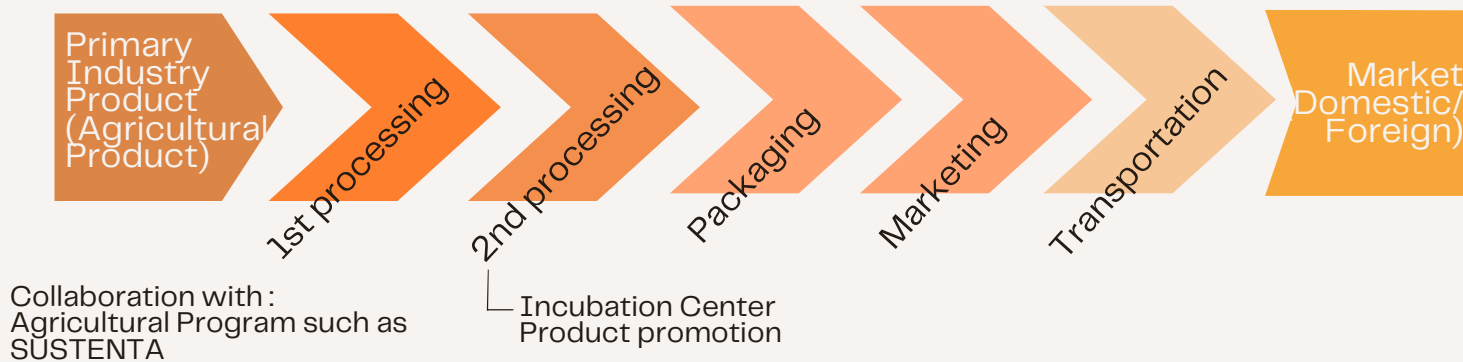 Primary
Industry
Product
(Agricultural
Product)
1st processing
2nd processing
Packaging
Marketing
Transportation
Market
Domestic/
Foreign)
Collaboration with :
Agricultural Program such as
SUSTENTA
Incubation Center
Product promotion